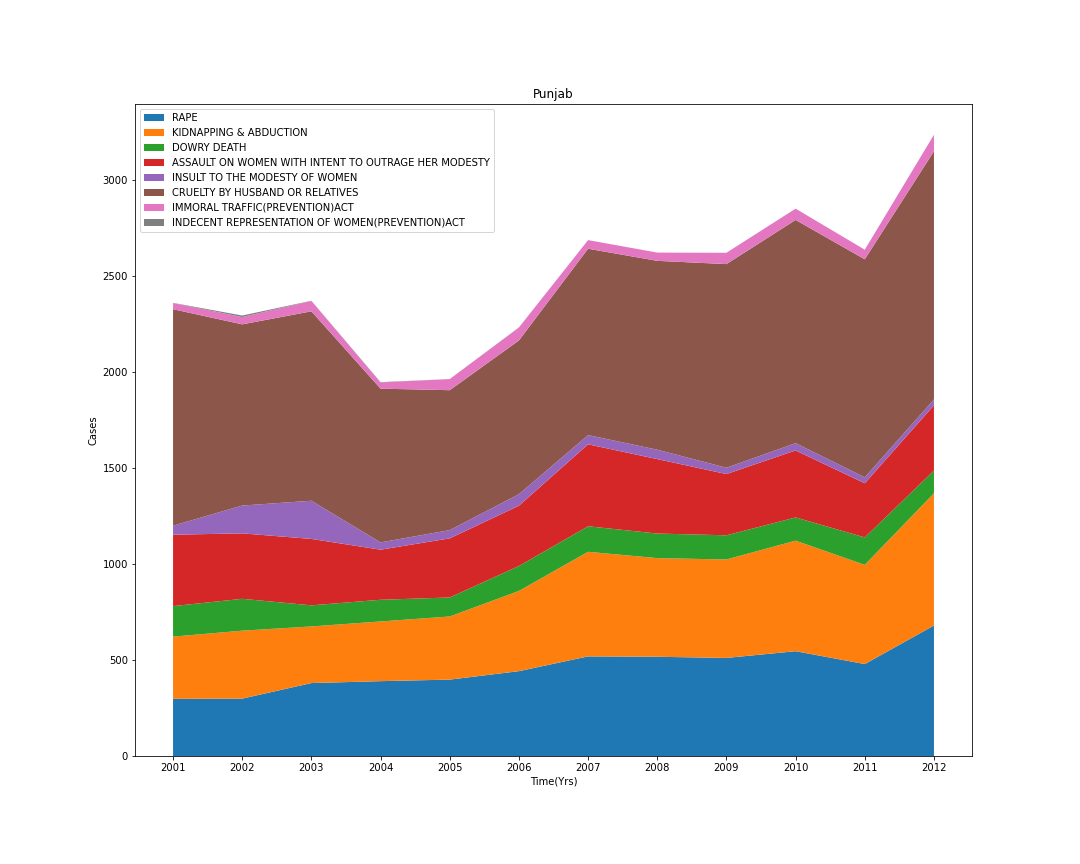 Punjab
RAPE
KIDNAPPING & ABDUCTION
DOWRY DEATH
ASSAULT ON WOMEN WITH INTENT TO OUTRAGE HER MODESTY
INSULT TO THE MODESTY OF WOMEN
CRUELTY BY HUSBAND OR RELATIVES
IMMORAL TRAFFIC(PREVENTION)ACT
INDECENT REPRESENTATION OF WOMEN(PREVENTION)ACT
3000
2500
2000
1500
1000
500
0
Cases
2001 2002 2003 2004 2005 2006 2007 2008 2009 2010 2011 2012
Time(Yrs)